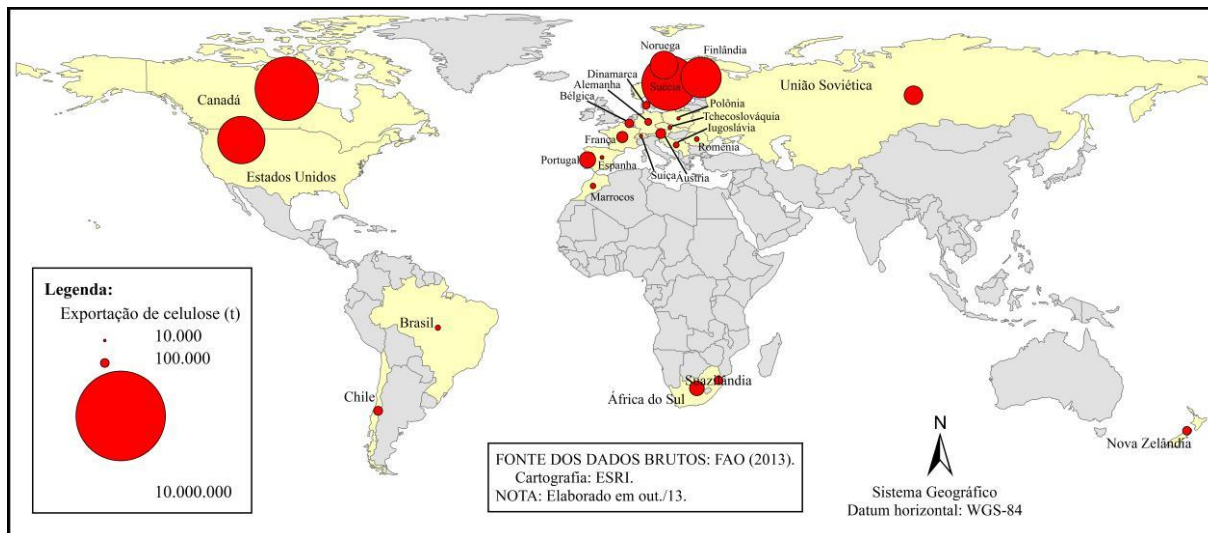 Noruega
Finlândia
Dinamarca
Alemanha
Bélgica
Suécia
União Soviética
Canadá
Polônia
Tchecoslováquia
Iugoslávia
França
Romênia
Portugal
Espanha
Estados Unidos
Suiça
Áustria
Marrocos
Legenda:
Exportação de celulose (t)
10.000
100.000
10.000.000
Brasil
Chile
Suazilândia
África do Sul
Nova Zelândia
N
FONTE DOS DADOS BRUTOS: FAO (2013).
Cartografia: ESRI.
NOTA: Elaborado em out./13.
Sistema Geográfico
Datum horizontal: WGS-84